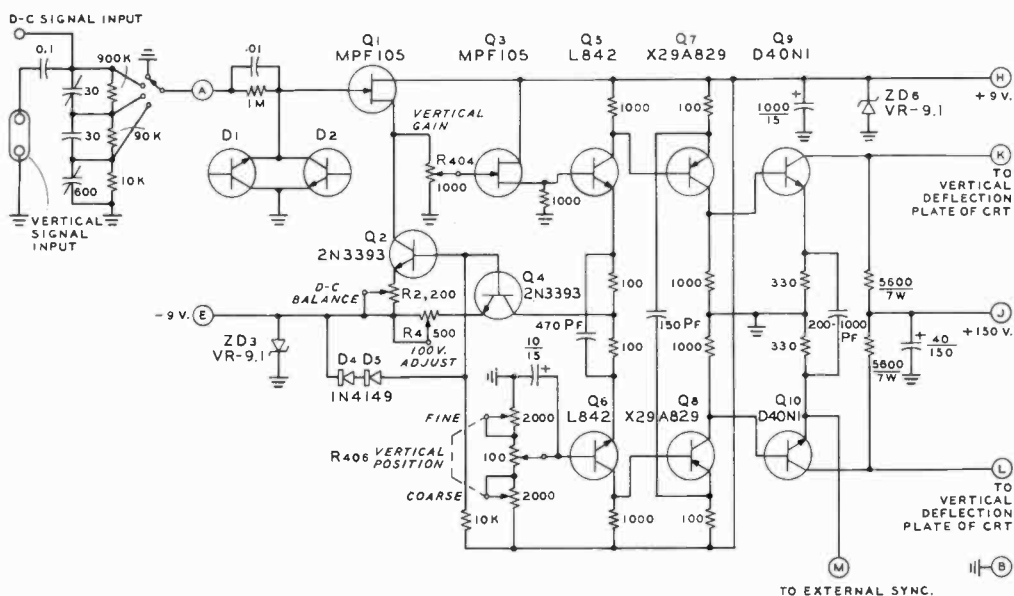 D-C SIGNAL INPUT
0.1
900K
30
30
90K
600
10K
VERTICAL
SIGNAL
INPUT
A
.01
1M
D1
D2
Q1
MPF105
VERTICAL
GAIN
R404
1000
Q3
MPF105
1000
Q5
L842
1000
Q7
X29A829
100
Q9
D40N1
1000
15
ZD6
VR-9.1
H
+9V.
K
TO
VERTICAL
DEFLECTION
PLATE OF CRT
Q2
2N3393
D-C
BALANCE
R2,200
Q4
2N3393
-9V.
E
R4
500
100V.
ADJUST
ZD3
VR-9.1
D4
D5
1N4149
470 PF
100
100
150 PF
1000
1000
330
330
200-1000
PF
5600
7W
5600
7W
J
+150 V.
40
150
10
15
FINE
2000
R406
VERTICAL
POSITION
100
COARSE
2000
10K
Q6
L842
1000
Q8
X29A829
100
Q10
D40N1
L
TO
VERTICAL
DEFLECTION
PLATE OF CRT
M
TO EXTERNAL SYNC.
B